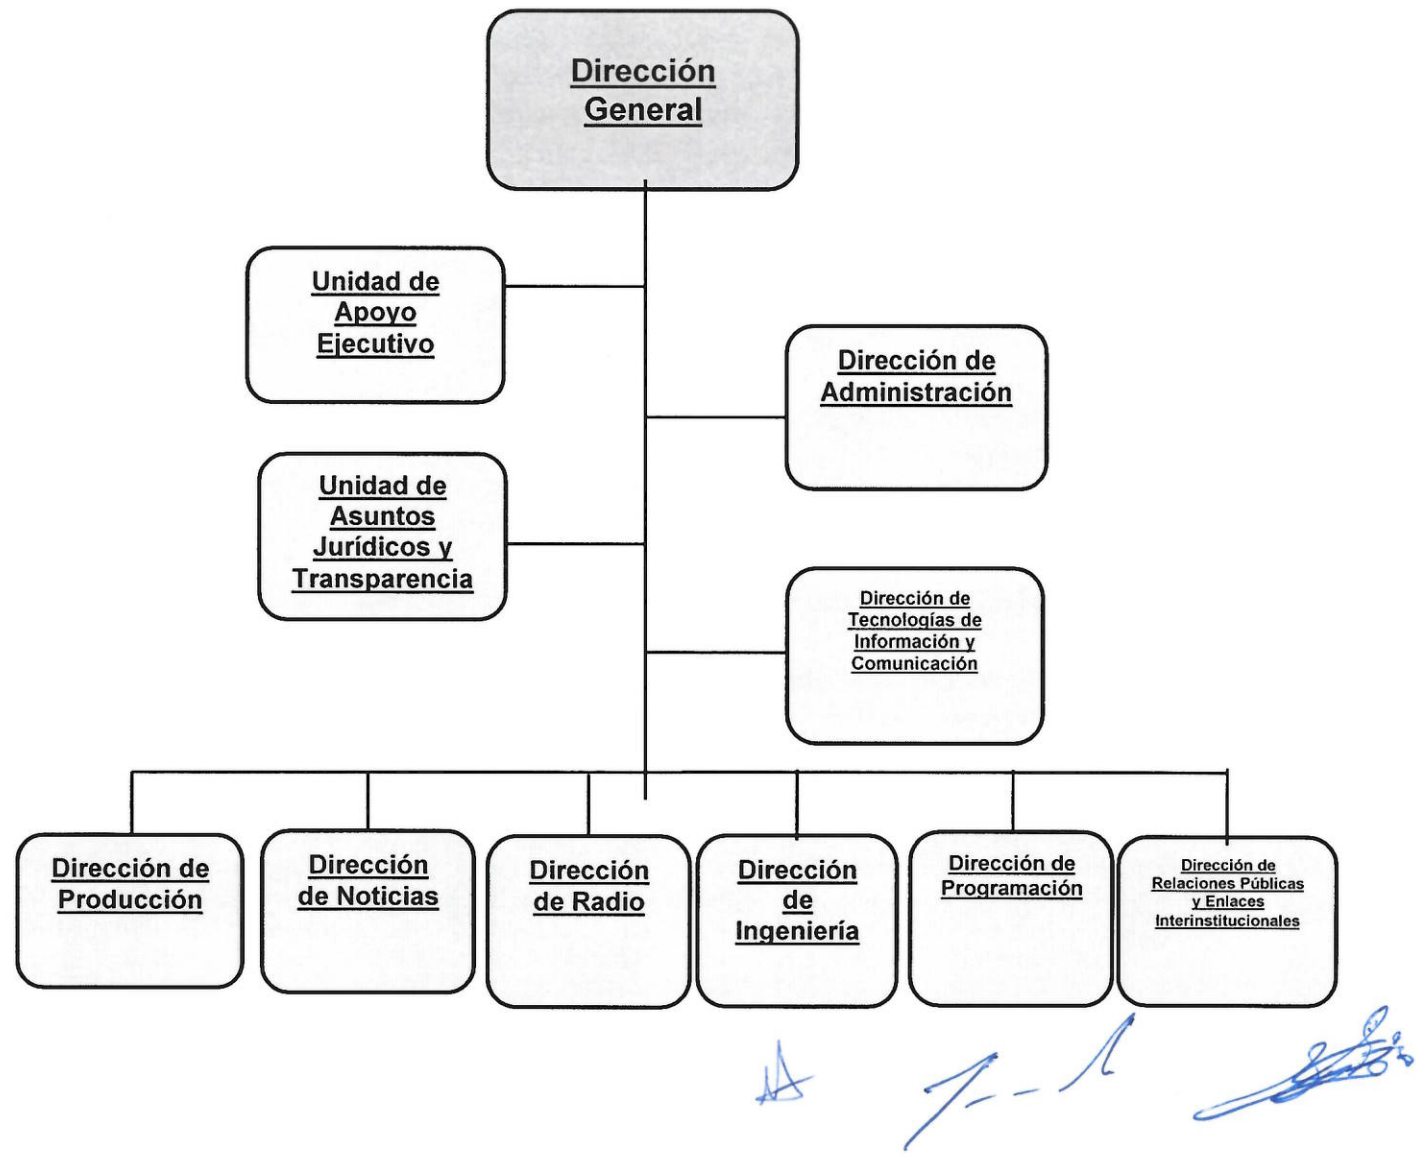 Dirección
General
Unidad de
Apoyo
Ejecutivo
Dirección de
Administración
Unidad de
Asuntos
Jurídicos y
Transparencia
Dirección de
Tecnologías de
Información y
Comunicación
Dirección de
Producción
Dirección
de Noticias
Dirección
de Radio
Dirección
de
Ingeniería
Dirección de
Programación
Dirección de
Relaciones Públicas
y Enlaces
Interinstitucionales